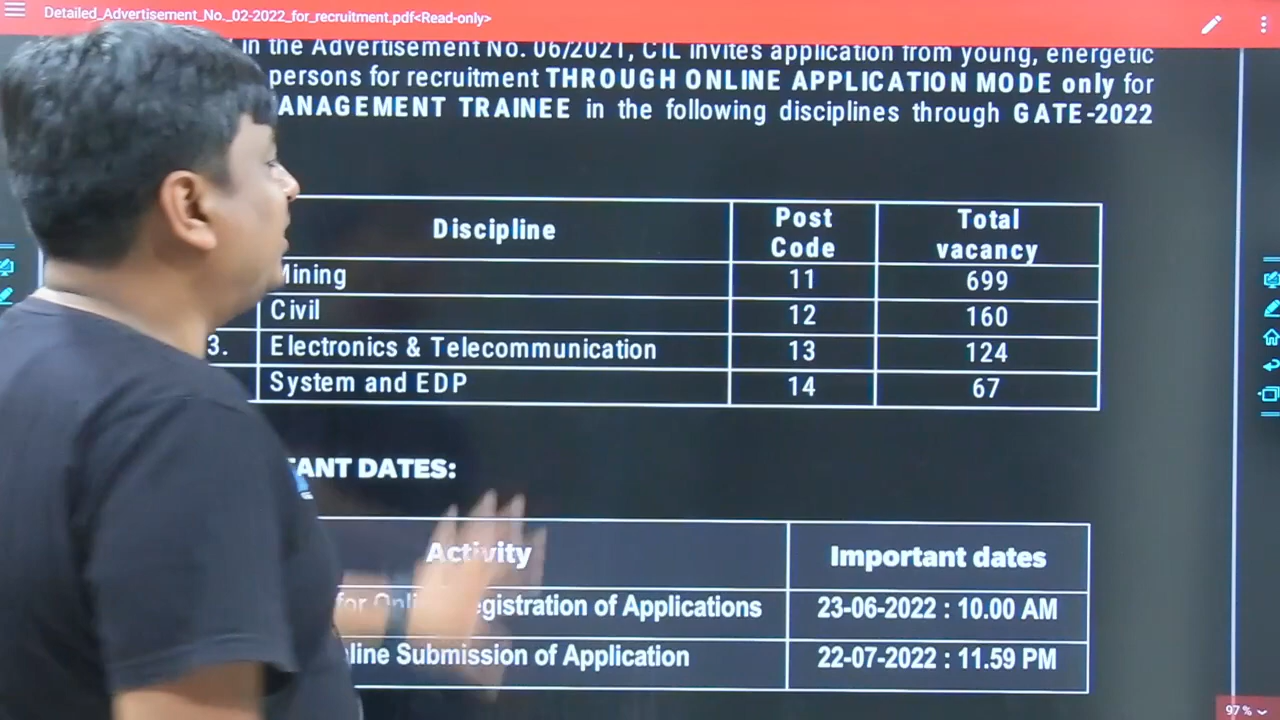 Detailed_Advertisement_No._02-2022_for_recruitment.pdf<Read-only>
in the Advertisement No. 06/2021, CIL invites application from young, energetic
persons for recruitment THROUGH ONLINE APPLICATION MODE only for
ANAGEMENT TRAINEE in the following disciplines through GATE-2022
Discipline Post Code Total vacancy
Mining 11 699
Civil 12 160
3. Electronics & Telecommunication 13 124
System and EDP 14 67
TANT DATES:
Activity Important dates
for Onli egistration of Applications 23-06-2022 : 10.00 AM
line Submission of Application 22-07-2022 : 11.59 PM
97%